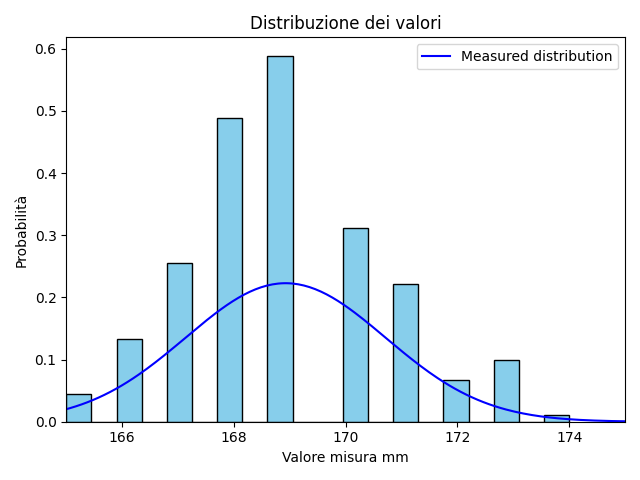 Distribuzione dei valori
Measured distribution
Probabilità
0.6
0.5
0.4
0.3
0.2
0.1
0.0
166 168 170 172 174
Valore misura mm